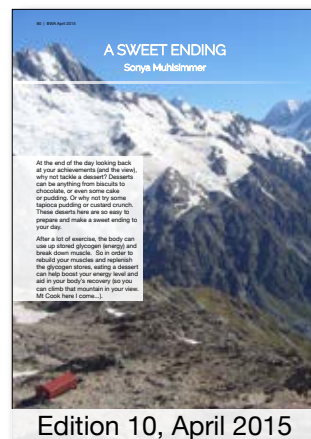 80 | BWA April 2015
A SWEET ENDING
Sonya Muhlsimmer
At the end of the day looking back
at your achievements (and the view),
why not tackle a dessert? Desserts
can be anything from biscuits to
chocolate, or even some cake
or pudding. Or why not try some
tapioca pudding or custard crunch.
These deserts here are so easy to
prepare and make a sweet ending to
your day.
After a lot of exercise, the body can
use up stored glycogen (energy) and
break down muscle.  So in order to
rebuild your muscles and replenish
the glycogen stores, eating a dessert
can help boost your energy level and
aid in your body's recovery (so you
can climb that mountain in your view.
Mt Cook here I come...).
Edition 10, April 2015